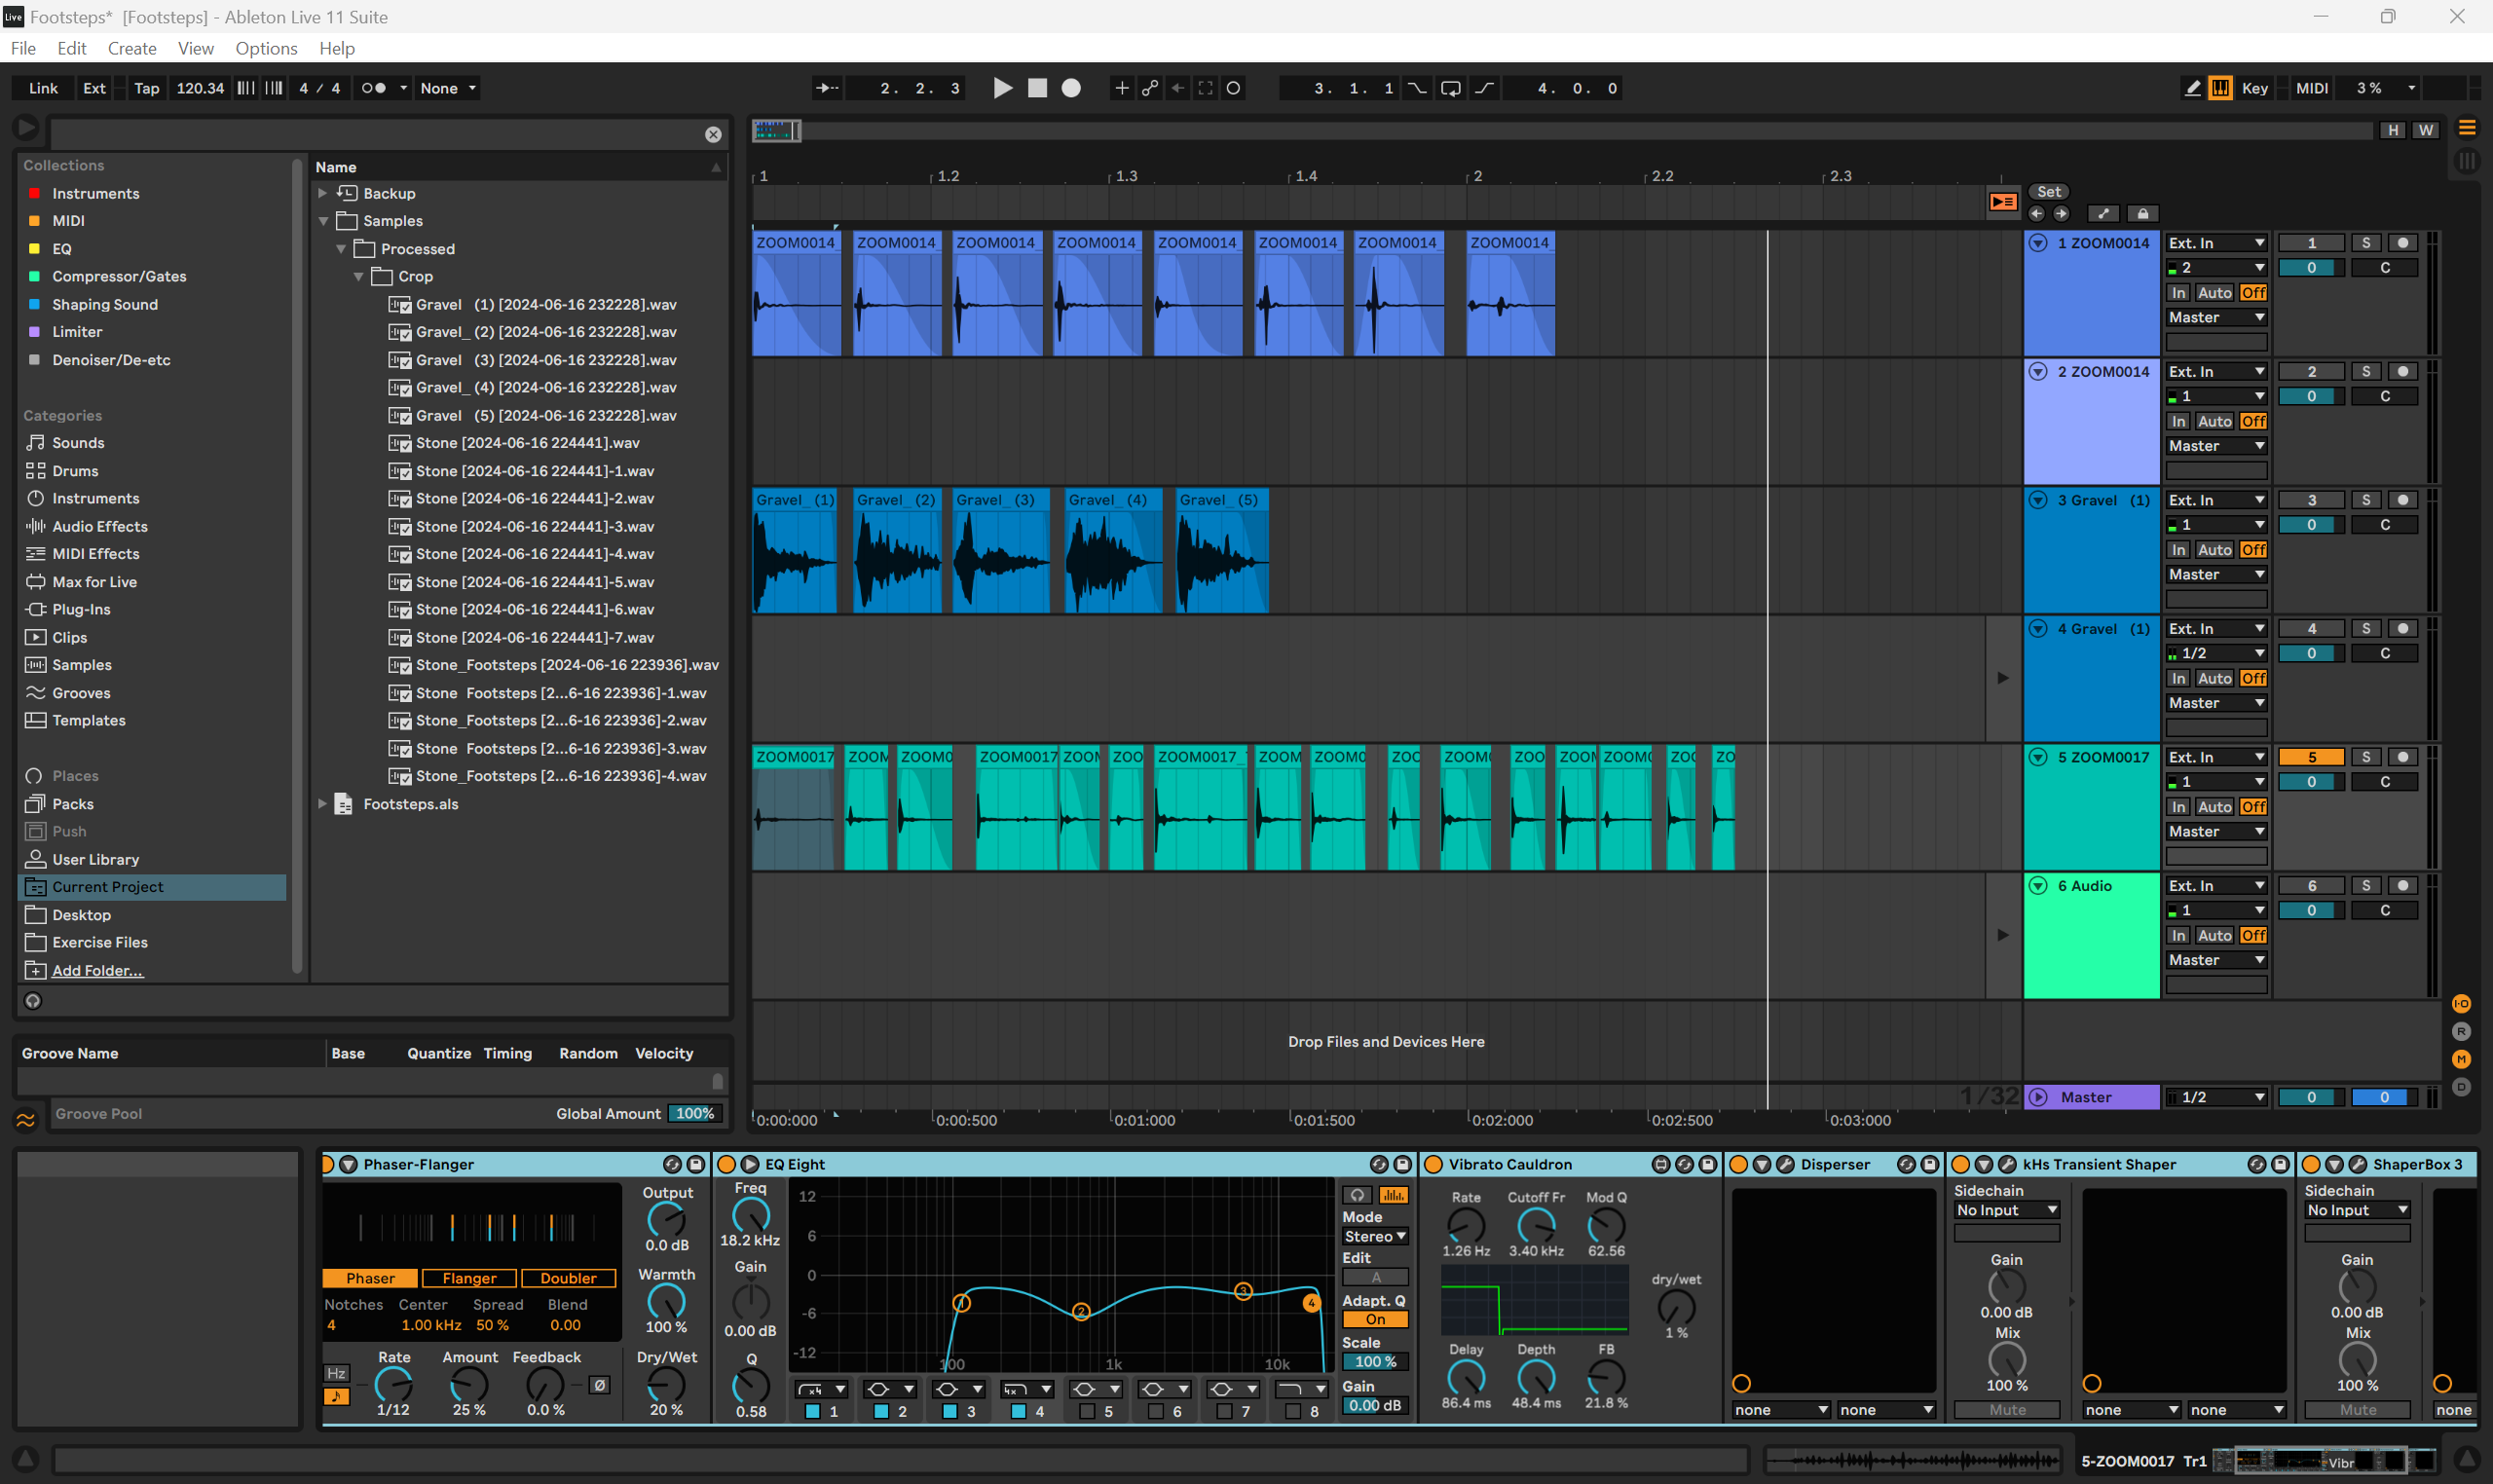 Footsteps* [Footsteps] - Ableton Live 11 Suite
File Edit Create View Options Help
Link Ext Tap 120.34 4 / 4 None 2. 2. 3 3. 1. 1 4. 0. 0 Key MIDI 3 %
H W
Collections
Instruments
MIDI
EQ
Compressor/Gates
Shaping Sound
Limiter
Denoiser/De-etc
Categories
Sounds
Drums
Instruments
Audio Effects
MIDI Effects
Max for Live
Plug-Ins
Clips
Samples
Grooves
Templates
Places
Packs
Push
User Library
Current Project
Desktop
Exercise Files
Add Folder...
Name
Backup
Samples
Processed
Crop
Gravel (1) [2024-06-16 232228].wav
Gravel_ (2) [2024-06-16 232228].wav
Gravel (3) [2024-06-16 232228].wav
Gravel_ (4) [2024-06-16 232228].wav
Gravel (5) [2024-06-16 232228].wav
Stone [2024-06-16 224441].wav
Stone [2024-06-16 224441]-1.wav
Stone [2024-06-16 224441]-2.wav
Stone [2024-06-16 224441]-3.wav
Stone [2024-06-16 224441]-4.wav
Stone [2024-06-16 224441]-5.wav
Stone [2024-06-16 224441]-6.wav
Stone [2024-06-16 224441]-7.wav
Stone_Footsteps [2024-06-16 223936].wav
Stone Footsteps [2...6-16 223936]-1.wav
Stone_Footsteps [2...6-16 223936]-2.wav
Stone Footsteps [2...6-16 223936]-3.wav
Stone_Footsteps [2...6-16 223936]-4.wav
Footsteps.als
Groove Name Base Quantize Timing Random Velocity
Groove Pool Global Amount 100%
1 1.2 1.3 1.4 2 2.2 2.3
Set
ZOOM0014_ ZOOM0014_ ZOOM0014_ ZOOM0014_ ZOOM0014_ ZOOM0014_ ZOOM0014_ ZOOM0014_
1 ZOOM0014 Ext. In 1 S
2 0 C
In Auto Off
Master
2 ZOOM0014 Ext. In 2 S
1 0 C
In Auto Off
Master
Gravel_ (1) Gravel_ (2) Gravel_ (3) Gravel_ (4) Gravel_ (5)
3 Gravel (1) Ext. In 3 S
1 0 C
In Auto Off
Master
4 Gravel (1) Ext. In 4 S
1/2 0 C
In Auto Off
Master
ZOOM0017 ZOOM ZOOM0 ZOOM0017 ZOOM ZOO ZOOM0017_ ZOOM ZOOM0 ZOO ZOOM ZOO ZOOM ZOOM ZOO ZO
5 ZOOM0017 Ext. In 5 S
1 0 C
In Auto Off
Master
6 Audio Ext. In 6 S
1 0 C
In Auto Off
Master
Drop Files and Devices Here
I·O
R
M
D
1/32 Master 1/2 0 0
0:00:000 0:00:500 0:01:000 0:01:500 0:02:000 0:02:500 0:03:000
Phaser-Flanger
Output
0.0 dB
Warmth
100 %
Phaser Flanger Doubler
Notches Center Spread Blend
4 1.00 kHz 50 % 0.00
Hz Rate Amount Feedback Dry/Wet
Ø
1/12 25 % 0.0 % 20 %
EQ Eight
Freq
18.2 kHz
Gain
0.00 dB
Q
0.58
12
6
0
-6
-12
100 1k 10k
1 2 3 4
x4 4x
1 2 3 4 5 6 7 8
Mode
Stereo
Edit
A
Adapt. Q
On
Scale
100 %
Gain
0.00 dB
Vibrato Cauldron
Rate Cutoff Fr Mod Q
1.26 Hz 3.40 kHz 62.56
dry/wet
1 %
Delay Depth FB
86.4 ms 48.4 ms 21.8 %
Disperser
none none
kHs Transient Shaper
Sidechain
No Input
Gain
0.00 dB
Mix
100 %
Mute
none none
ShaperBox 3
Sidechain
No Input
Gain
0.00 dB
Mix
100 %
Mute
none
5-ZOOM0017 Tr1 Vibr